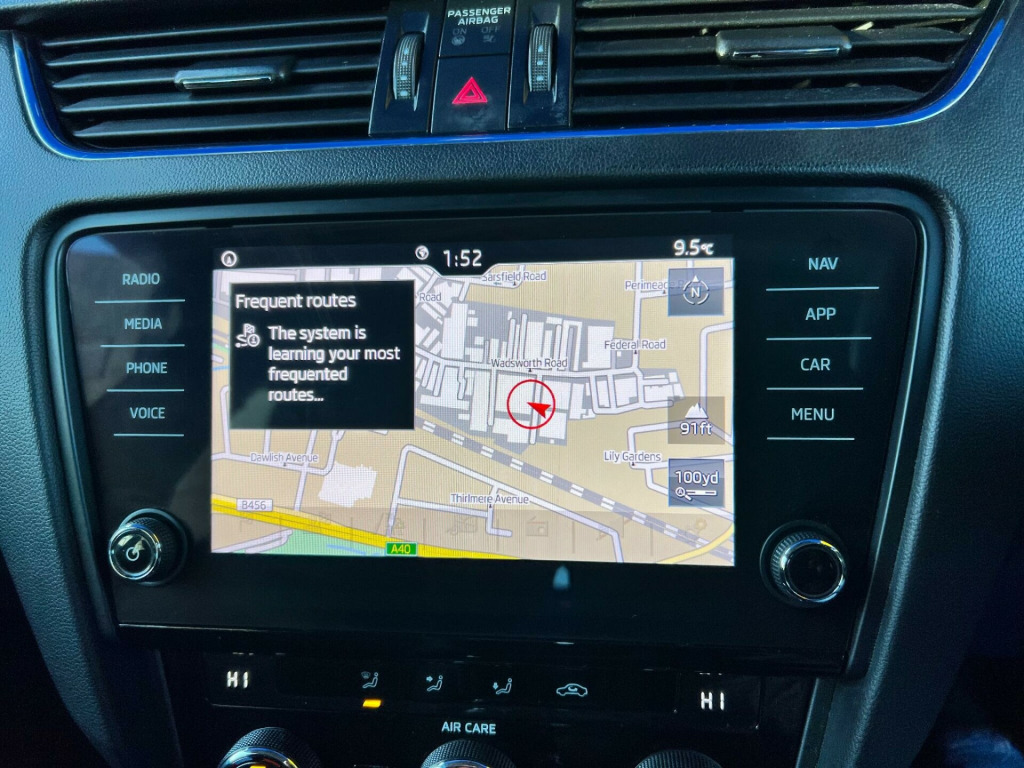 PASSENGER
AIRBAG
ON OFF
1:52
9.5°C
RADIO
MEDIA
PHONE
VOICE
NAV
APP
CAR
MENU
Frequent routes
The system is
learning your most
frequented
routes...
Sarsfield Road
Road
N
Federal Road
Wadsworth Road
91ft
Lily Gardens
Dawlish Avenue
100yd
Thirlmere Avenue
B456
A40
HI
HI
AIR CARE